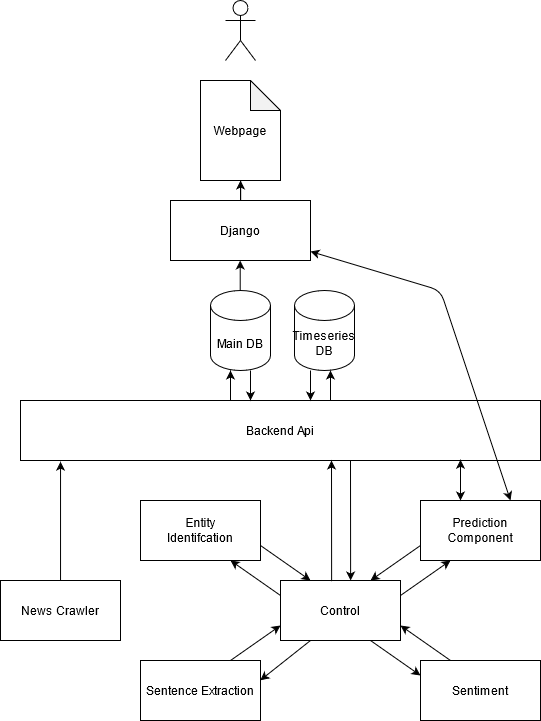 Webpage
Django
Main DB
Timeseries
DB
Backend Api
Entity
Identifcation
Prediction
Component
News Crawler
Control
Sentence Extraction
Sentiment